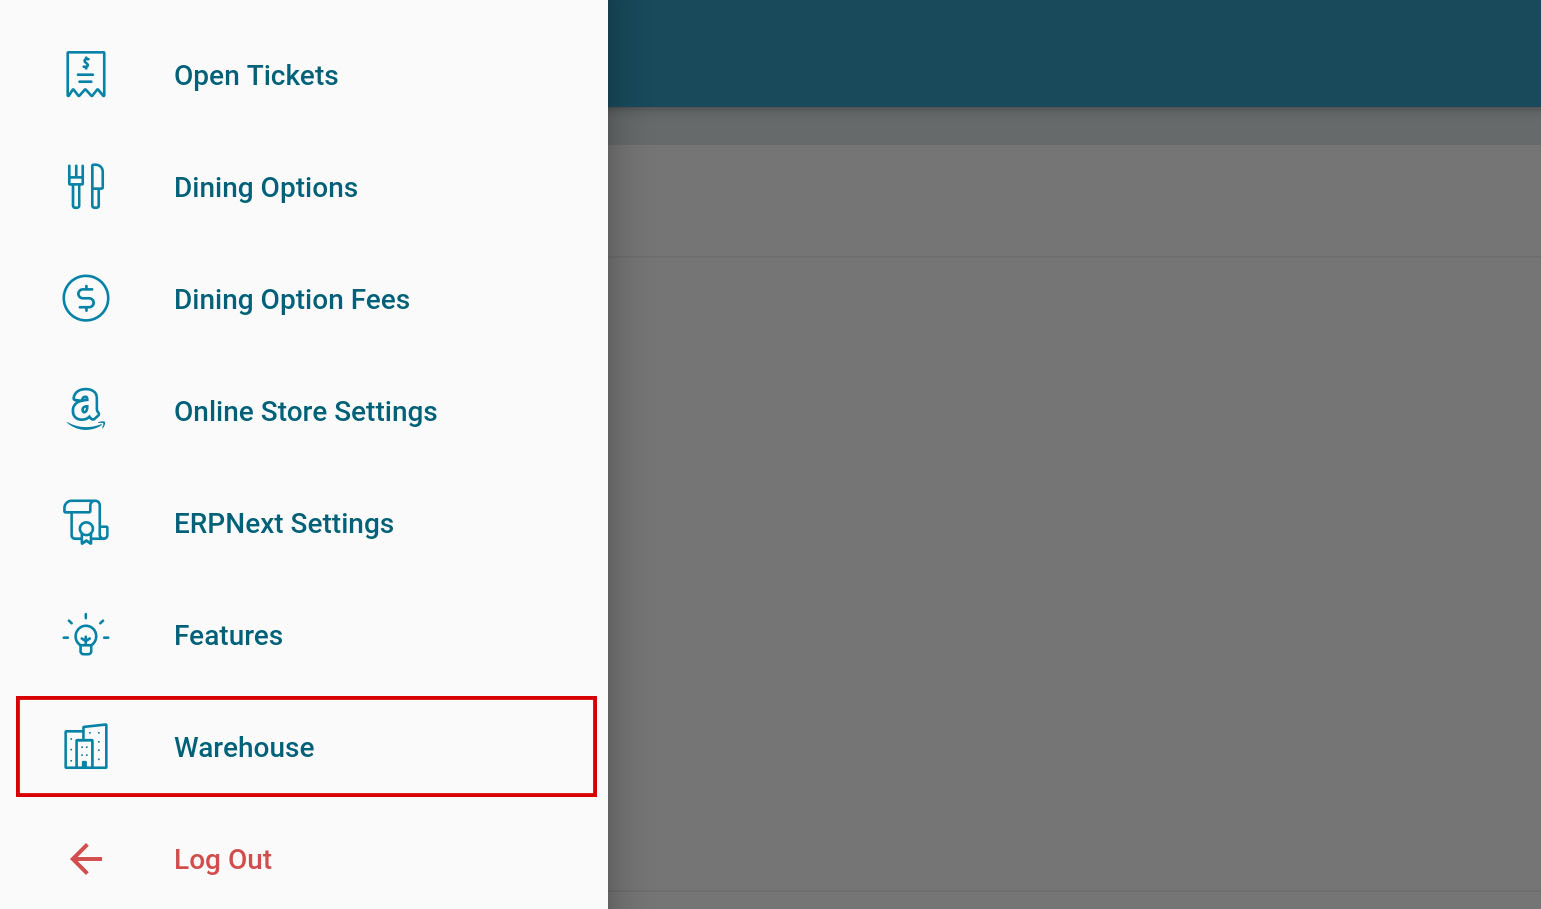 Open Tickets
Dining Options
Dining Option Fees
Online Store Settings
ERPNext Settings
Features
Warehouse
Log Out